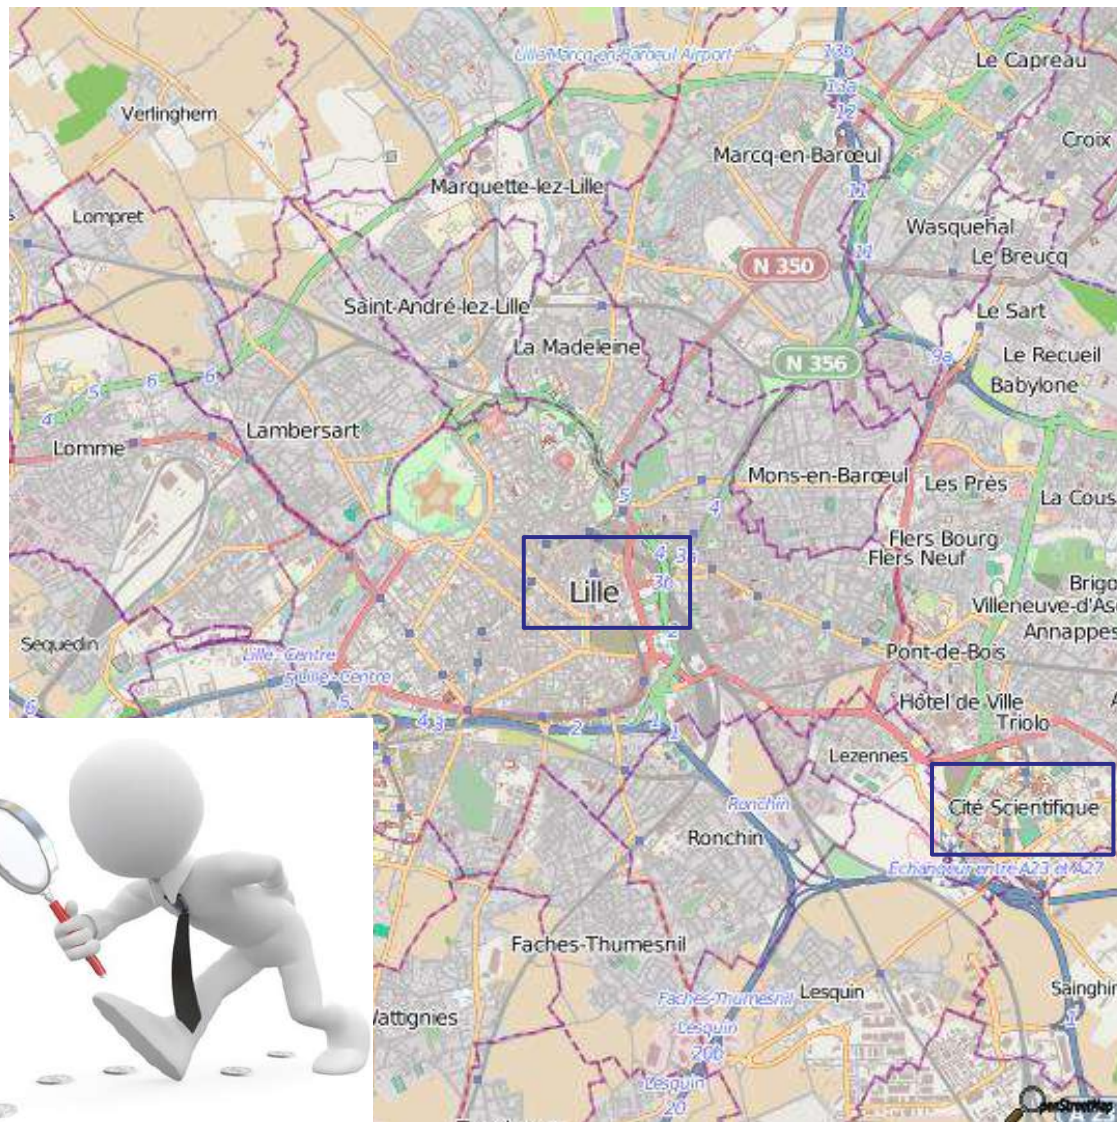 Lille-Marcq-en-Barœul Airport
13b
Le Capreau
13a
12
Verlinghem
Croix
Marcq-en-Barœul
Marquette-lez-Lille
11
Lompret
Wasquehal
11
Le Breucq
N 350
Saint-André-lez-Lille
Le Sart
La Madeleine
9a
Le Recueil
N 356
6
6
5
Babylone
4
Lambersart
Lomme
Mons-en-Barœul
Les Près
La Cous
5
4
Flers Bourg
4
Flers Neuf
3b
Brigo
Lille
Villeneuve-d'As
Annappes
2
Sequedin
Lille - Centre
Pont-de-Bois
5
Lille - Centre
5
6
Hôtel de Ville
4
3
2
1
1
Triolo
Lezennes
Ronchin
Cité Scientifique
Ronchin
Echangeur entre A23 et A27
Faches-Thumesnil
Faches-Thumesnil
Lesquin
Sainghin
Wattignies
1
Lesquin
20b
Lesquin
20
OpenStreetMap